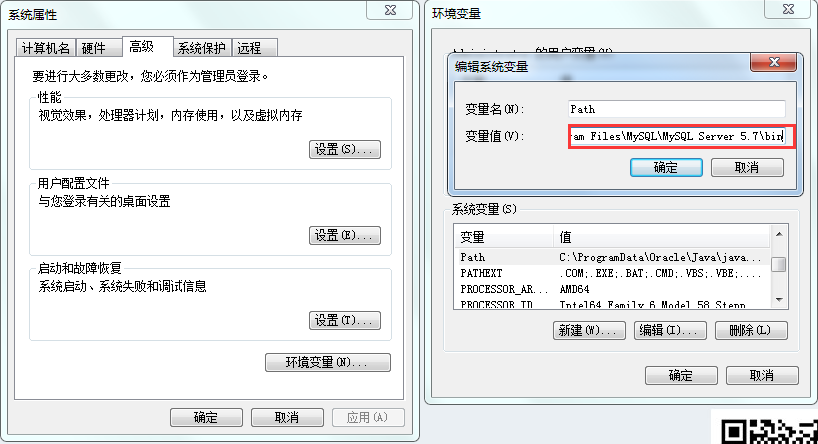 系统属性
计算机名 硬件 高级 系统保护 远程
要进行大多数更改，您必须作为管理员登录。
性能
视觉效果，处理器计划，内存使用，以及虚拟内存
设置(S)...
用户配置文件
与您登录有关的桌面设置
设置(E)...
启动和故障恢复
系统启动、系统失败和调试信息
设置(T)...
环境变量(N)...
确定 取消 应用(A)
环境变量
的用户变量(U)
编辑系统变量
变量名(N): Path
变量值(V): ram Files\MySQL\MySQL Server 5.7\bin
确定 取消
系统变量(S)
变量 值
Path C:\ProgramData\Oracle\Java\java...
PATHEXT .COM;.EXE;.BAT;.CMD;.VBS;.VBE;....
PROCESSOR_AR... AMD64
PROCESSOR_ID Intel64 Family 6 Model 58 Stepp
新建(W)... 编辑(I)... 删除(L)
确定 取消